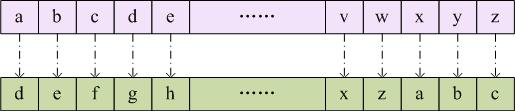 a b c d e …… v w x y z
d e f g h …… x z a b c